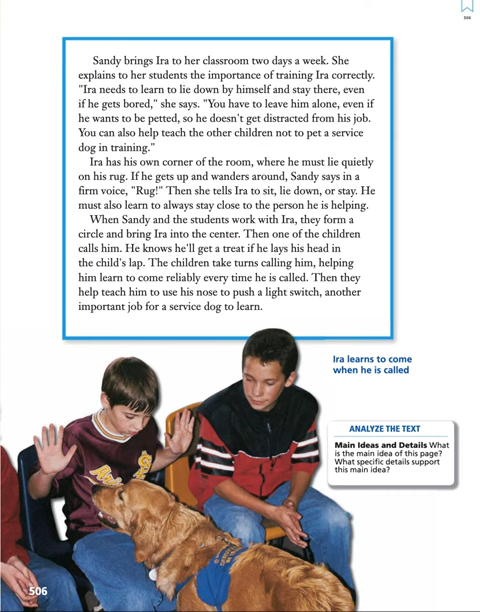 506
Sandy brings Ira to her classroom two days a week. She
explains to her students the importance of training Ira correctly.
"Ira needs to learn to lie down by himself and stay there, even
if he gets bored," she says. "You have to leave him alone, even if
he wants to be petted, so he doesn't get distracted from his job.
You can also help teach the other children not to pet a service
dog in training."
Ira has his own corner of the room, where he must lie quietly
on his rug. If he gets up and wanders around, Sandy says in a
firm voice, "Rug!" Then she tells Ira to sit, lie down, or stay. He
must also learn to always stay close to the person he is helping.
When Sandy and the students work with Ira, they form a
circle and bring Ira into the center. Then one of the children
calls him. He knows he'll get a treat if he lays his head in
the child's lap. The children take turns calling him, helping
him learn to come reliably every time he is called. Then they
help teach him to use his nose to push a light switch, another
important job for a service dog to learn.
Ira learns to come
when he is called
ANALYZE THE TEXT
Main Ideas and Details What
is the main idea of this page?
What specific details support
this main idea?
506